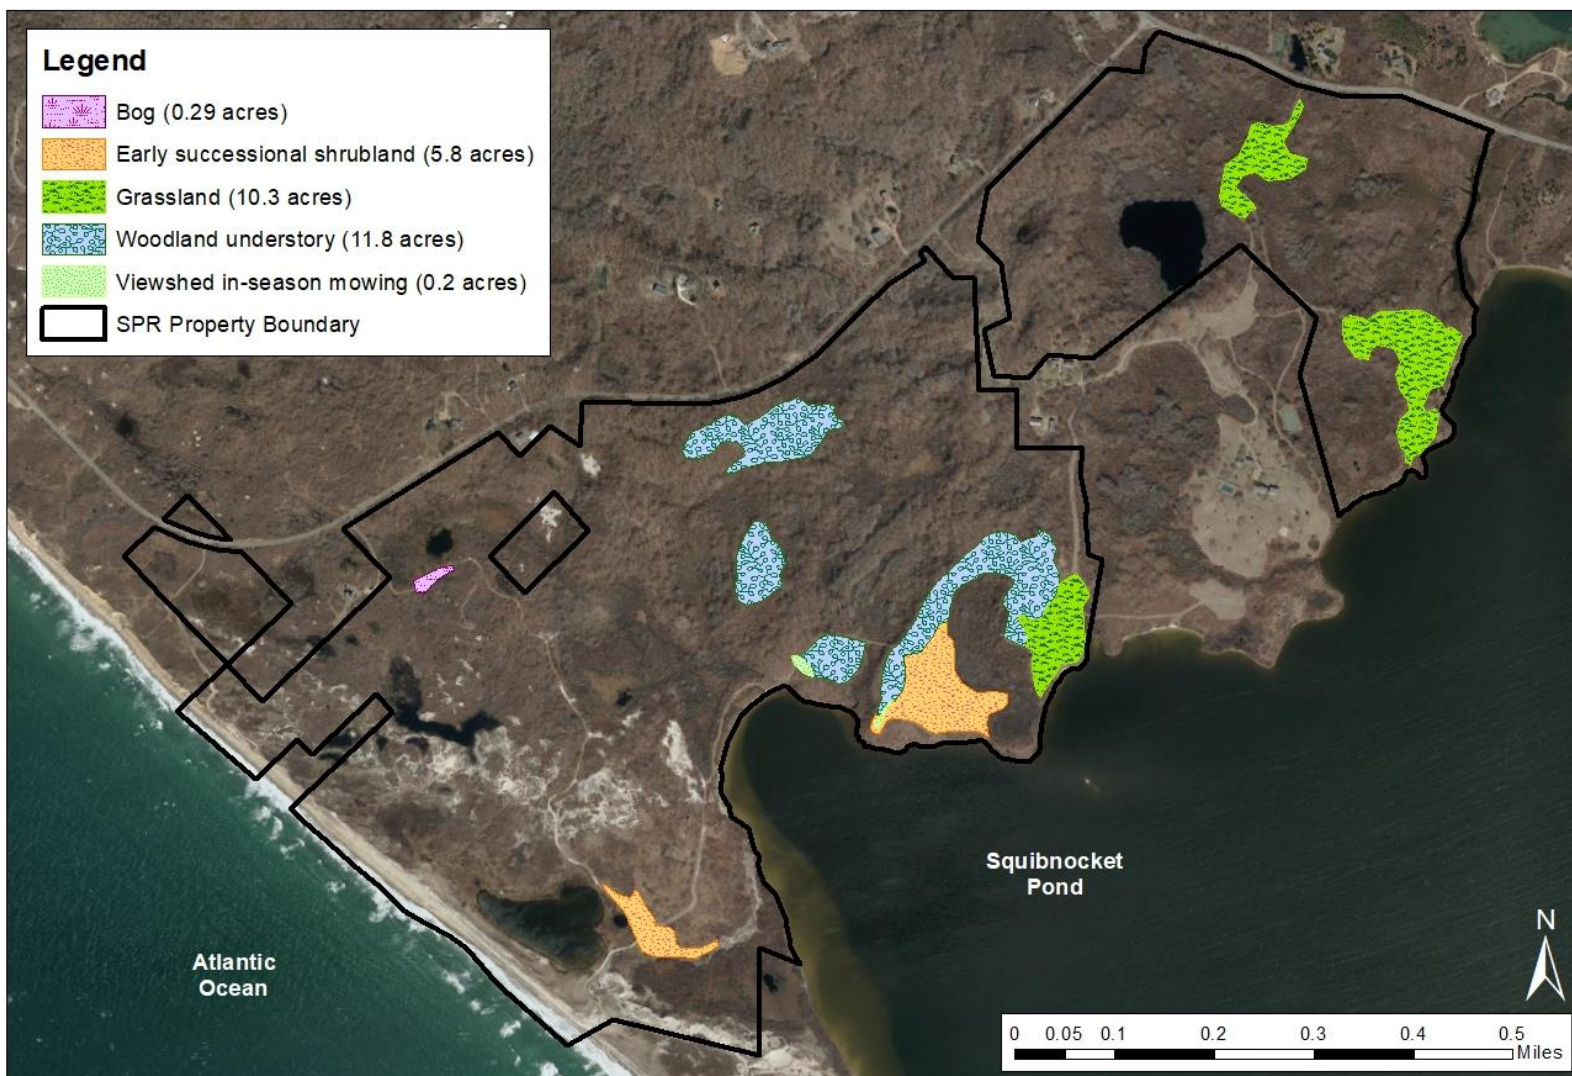 Legend
Bog (0.29 acres)
Early successional shrubland (5.8 acres)
Grassland (10.3 acres)
Woodland understory (11.8 acres)
Viewshed in-season mowing (0.2 acres)
SPR Property Boundary
Squibnocket
Pond
Atlantic
Ocean
N
0 0.05 0.1 0.2 0.3 0.4 0.5
Miles